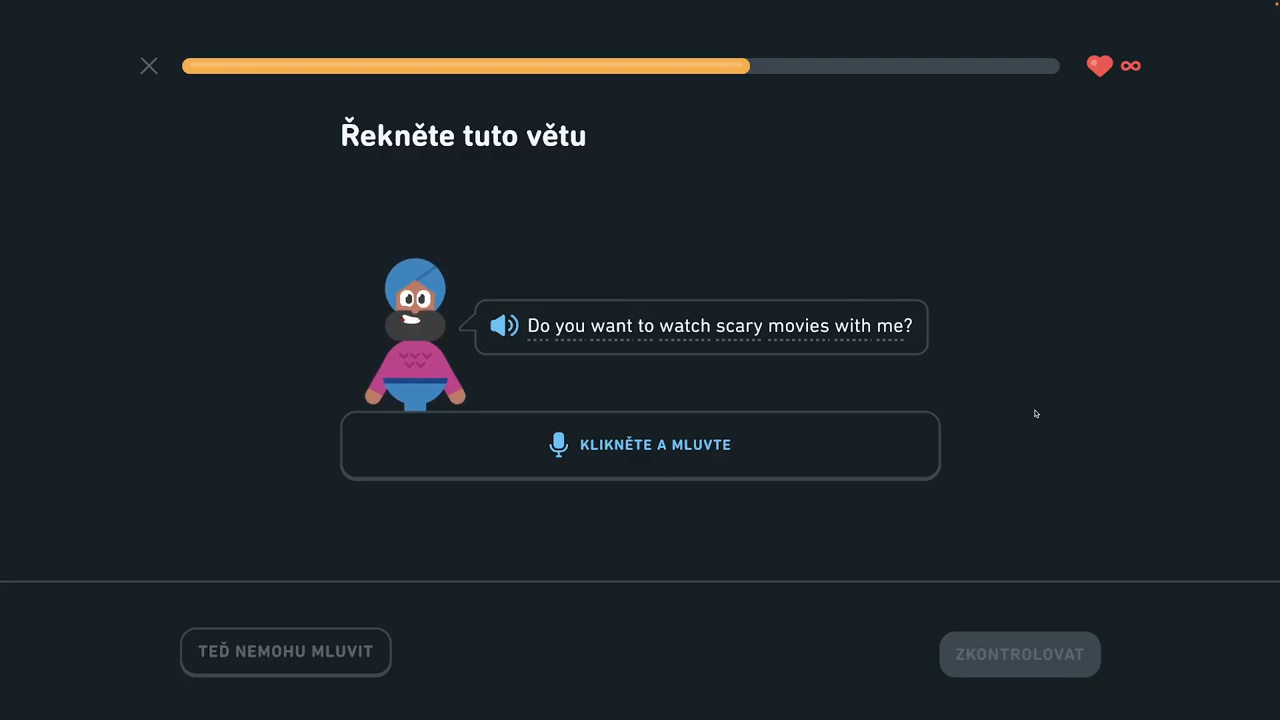 Řekněte tuto větu
Do you want to watch scary movies with me?
KLIKNĚTE A MLUVTE
TEĎ NEMOHU MLUVIT
ZKONTROLOVAT